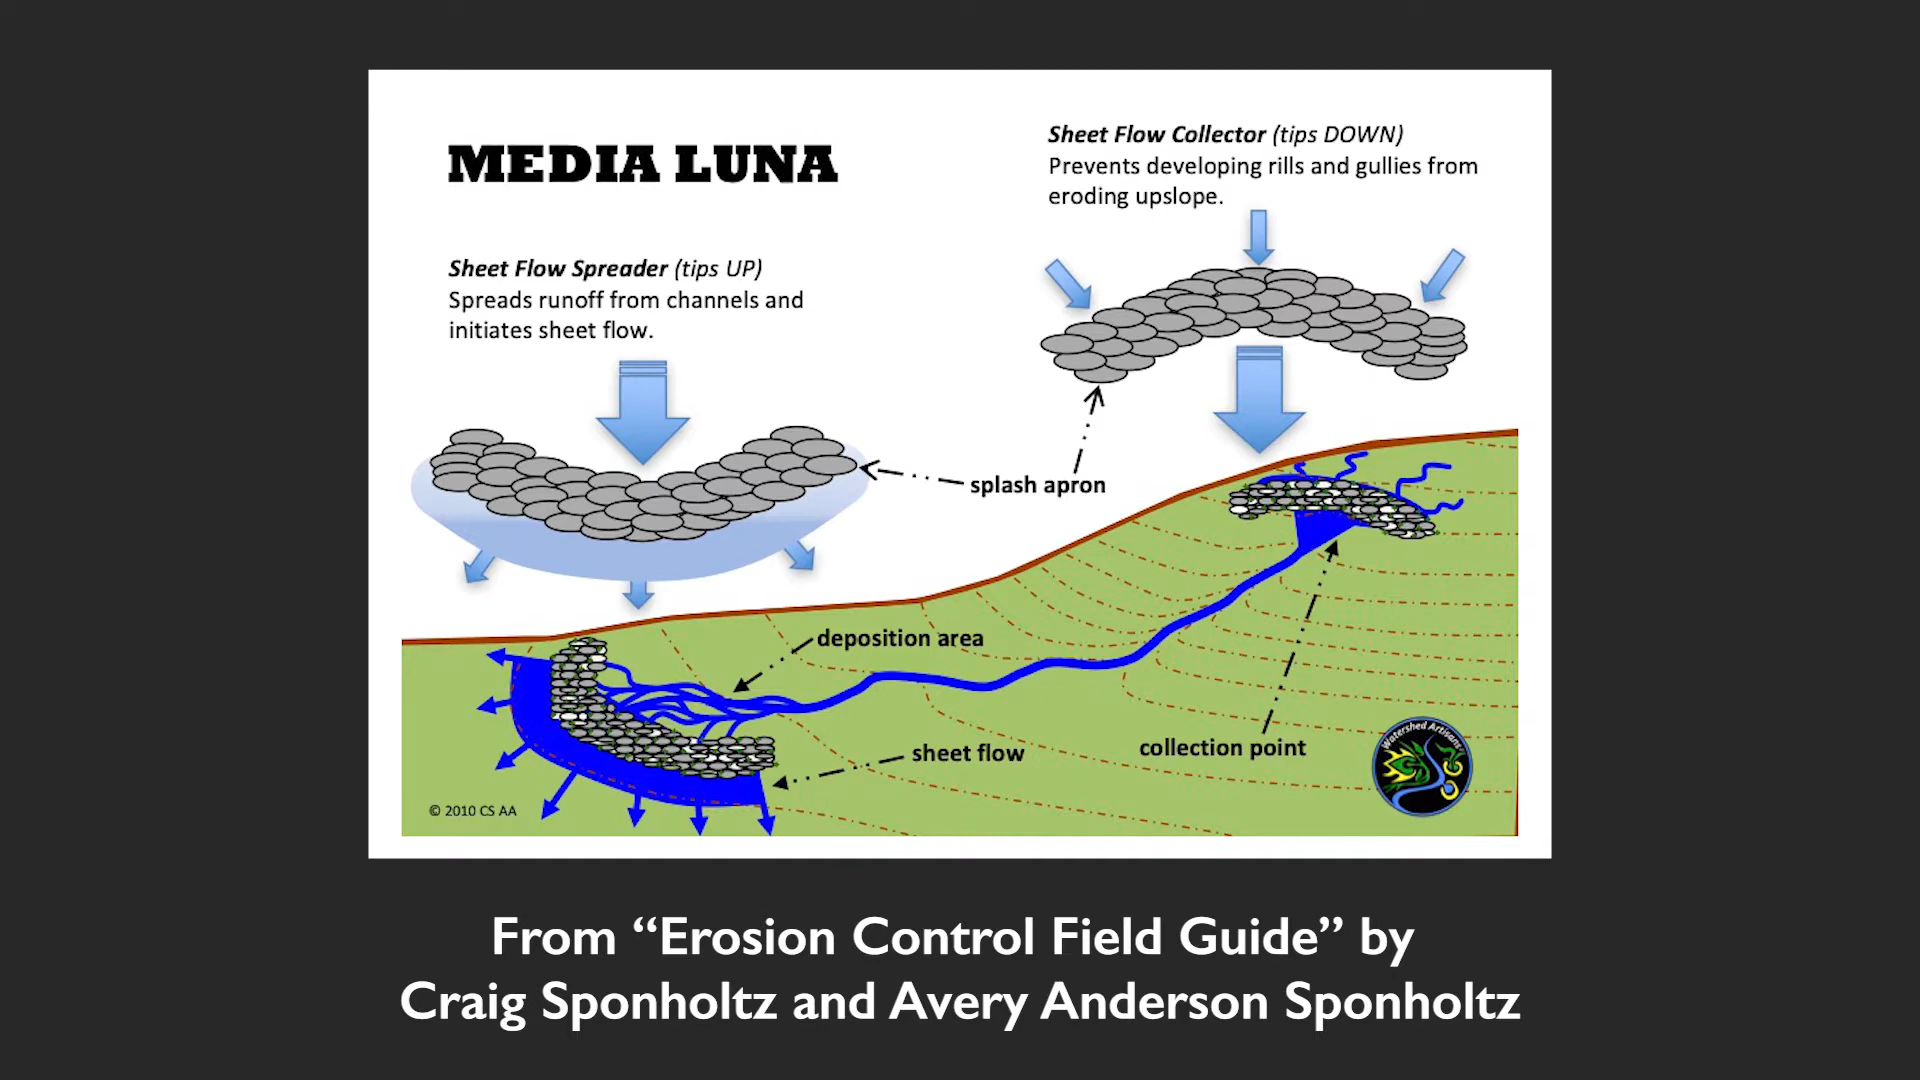 MEDIA LUNA
Sheet Flow Spreader (tips UP)
Spreads runoff from channels and
initiates sheet flow.
Sheet Flow Collector (tips DOWN)
Prevents developing rills and gullies from
eroding upslope.
splash apron
deposition area
sheet flow
collection point
Watershed Artisans
© 2010 CS AA
From “Erosion Control Field Guide” by
Craig Sponholtz and Avery Anderson Sponholtz